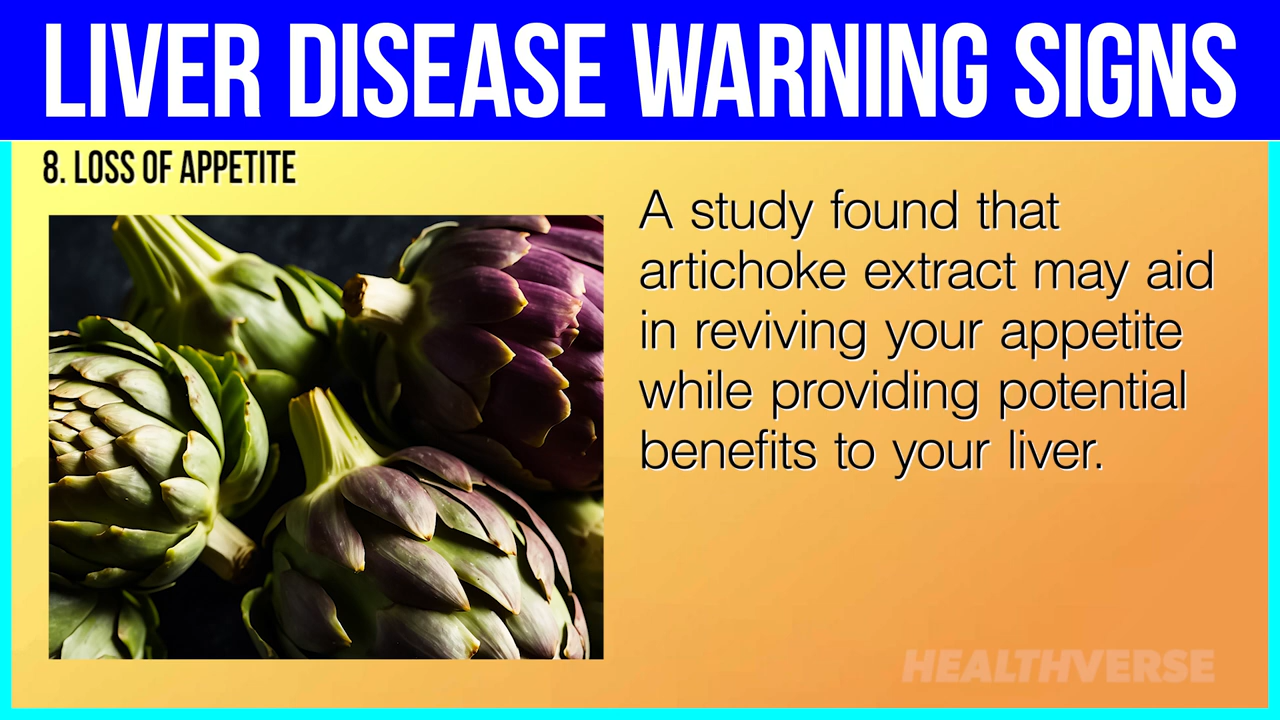 LIVER DISEASE WARNING SIGNS
8. LOSS OF APPETITE
A study found that
artichoke extract may aid
in reviving your appetite
while providing potential
benefits to your liver.
HEALTHVERSE